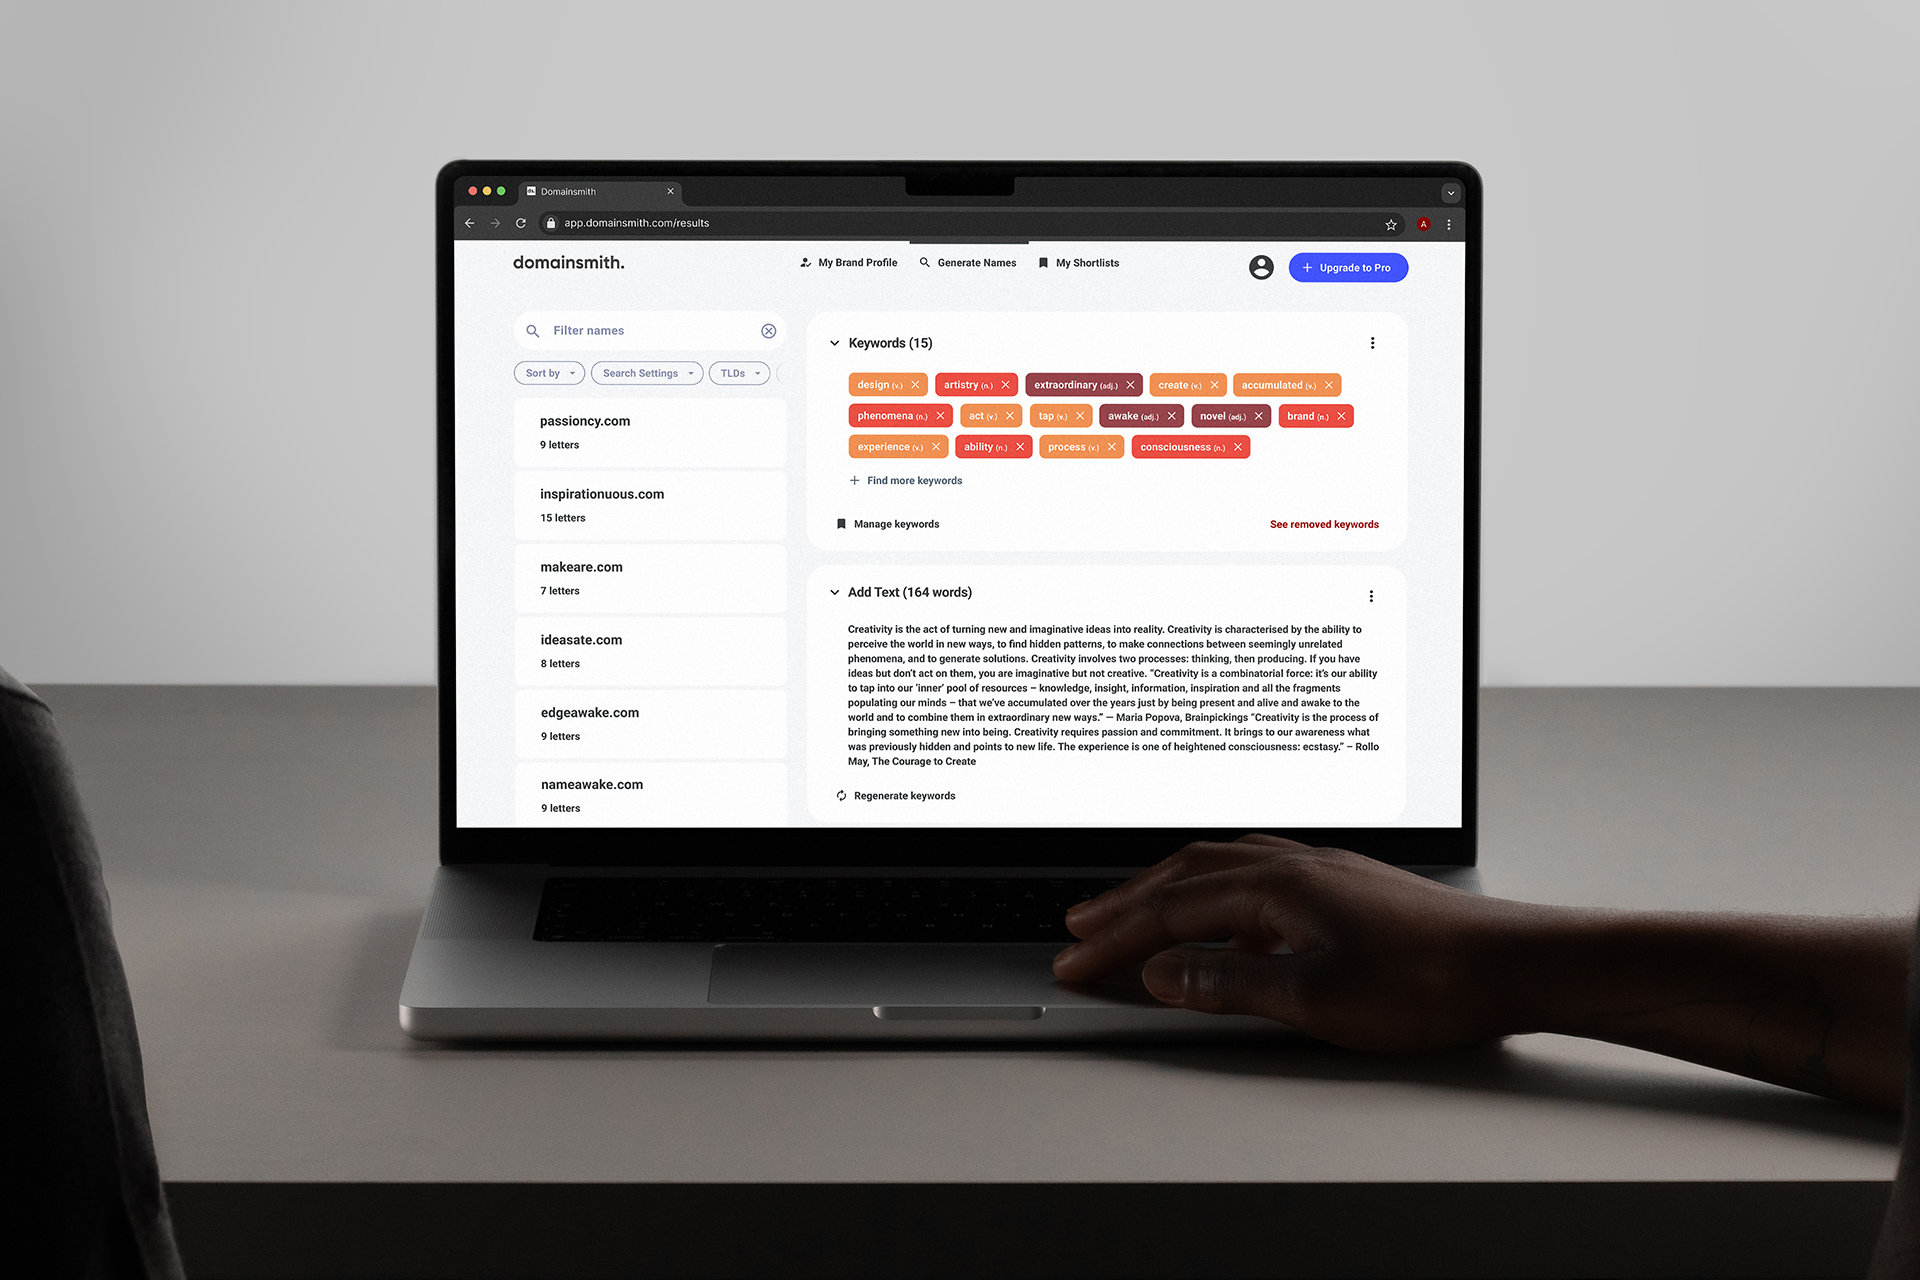 Domainsmith
app.domainsmith.com/results
A
domainsmith.
My Brand Profile
Generate Names
My Shortlists
+ Upgrade to Pro
Filter names
Sort by
Search Settings
TLDs
passioncy.com
9 letters
inspirationuous.com
15 letters
makeare.com
7 letters
ideasate.com
8 letters
edgeawake.com
9 letters
nameawake.com
9 letters
Keywords (15)
design (v.) artistry (n.) extraordinary (adj.) create (v.) accumulated (v.)
phenomena (n.) act (v.) tap (v.) awake (adj.) novel (adj.) brand (n.)
experience (v.) ability (n.) process (v.) consciousness (n.)
+ Find more keywords
Manage keywords
See removed keywords
Add Text (164 words)
Creativity is the act of turning new and imaginative ideas into reality. Creativity is characterised by the ability to
perceive the world in new ways, to find hidden patterns, to make connections between seemingly unrelated
phenomena, and to generate solutions. Creativity involves two processes: thinking, then producing. If you have
ideas but don't act on them, you are imaginative but not creative. “Creativity is a combinatorial force: it’s our ability
to tap into our ‘inner’ pool of resources – knowledge, insight, information, inspiration and all the fragments
populating our minds – that we’ve accumulated over the years just by being present and alive and awake to the
world and to combine them in extraordinary new ways.” — Maria Popova, Brainpickings “Creativity is the process of
bringing something new into being. Creativity requires passion and commitment. It brings to our awareness what
was previously hidden and points to new life. The experience is one of heightened consciousness: ecstasy.” – Rollo
May, The Courage to Create
Regenerate keywords